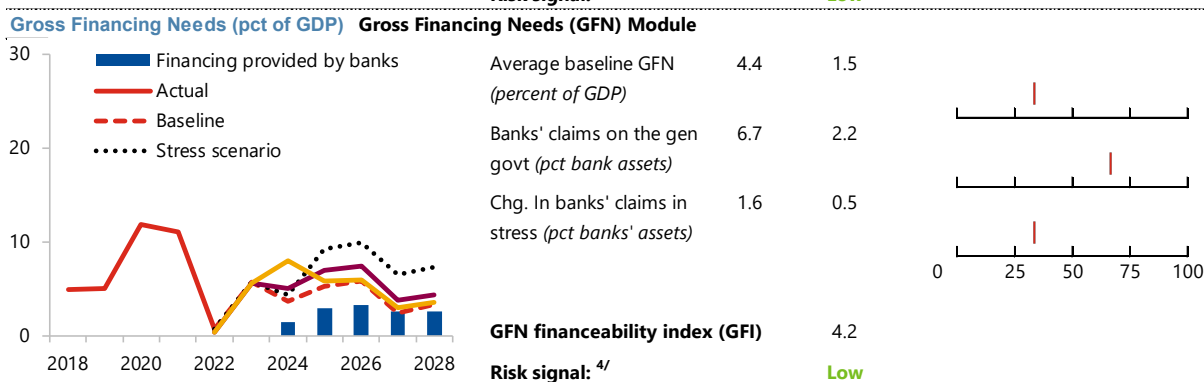 Gross Financing Needs (pct of GDP) Gross Financing Needs (GFN) Module
30
20
10
0
Financing provided by banks
Actual
Baseline
Stress scenario
2018 2020 2022 2024 2026 2028
Average baseline GFN 4.4 1.5
(percent of GDP)
Banks' claims on the gen 6.7 2.2
govt (pct bank assets)
Chg. In banks' claims in 1.6 0.5
stress (pct banks' assets)
0 25 50 75 100
GFN financeability index (GFI) 4.2
Risk signal: 4/ Low